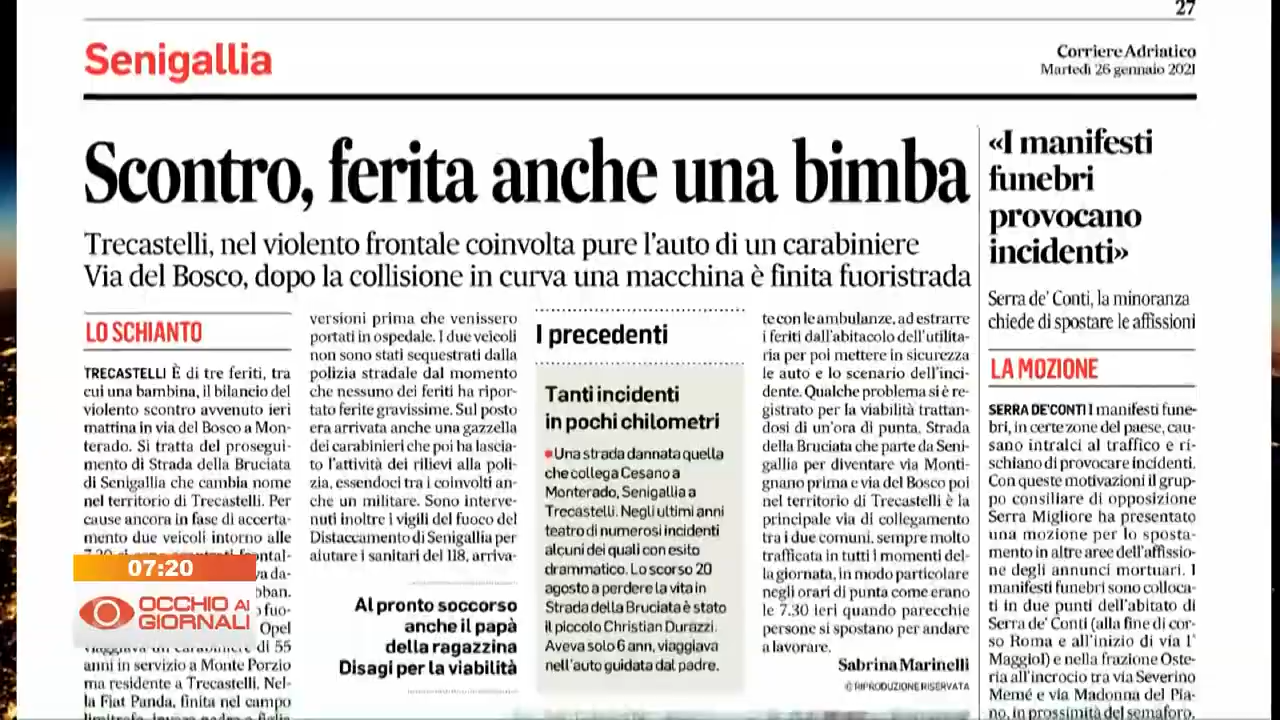 27
Senigallia
Corriere Adriatico
Martedì 26 gennaio 2021
Scontro, ferita anche una bimba
Trecastelli, nel violento frontale coinvolta pure l'auto di un carabiniere
Via del Bosco, dopo la collisione in curva una macchina è finita fuoristrada
LO SCHIANTO
TRECASTELLI È di tre feriti, tra
cui una bambina, il bilancio del
violento scontro avvenuto ieri
mattina in via del Bosco a Mon-
terado. Si tratta del prosegui-
mento di Strada della Bruciata
di Senigallia che cambia nome
nel territorio di Trecastelli. Per
cause ancora in fase di accerta-
mento due veicoli intorno alle
07:20
OCCHIO AI
GIORNALI
Opel
di 55
anni in servizio a Monte Porzio
ma residente a Trecastelli. Nel-
la Fiat Panda, finita nel campo
versioni prima che venissero
portati in ospedale. I due veicoli
non sono stati sequestrati dalla
polizia stradale dal momento
che nessuno dei feriti ha ripor-
tato ferite gravissime. Sul posto
era arrivata anche una gazzella
dei carabinieri che poi ha lascia-
to l'attività dei rilievi alla poli-
zia, essendoci tra i coinvolti an-
che un militare. Sono interve-
nuti inoltre i vigili del fuoco del
Distaccamento di Senigallia per
aiutare i sanitari del 118, arriva-
Al pronto soccorso
anche il papà
della ragazzina
Disagi per la viabilità
I precedenti
Tanti incidenti
in pochi chilometri
Una strada dannata quella
che collega Cesano a
Monterado, Senigallia a
Trecastelli. Negli ultimi anni
teatro di numerosi incidenti
alcuni dei quali con esito
drammatico. Lo scorso 20
agosto a perdere la vita in
Strada della Bruciata è stato
il piccolo Christian Durazzi.
Aveva solo 6 anni, viaggiava
nell'auto guidata dal padre.
te con le ambulanze, ad estrarre
i feriti dall'abitacolo dell'utilita-
ria per poi mettere in sicurezza
le auto e lo scenario dell'inci-
dente. Qualche problema si è re-
gistrato per la viabilità trattan-
dosi di un'ora di punta. Strada
della Bruciata che parte da Seni-
gallia per diventare via Monti-
gnano prima e via del Bosco poi
nel territorio di Trecastelli è la
principale via di collegamento
tra i due comuni, sempre molto
trafficata in tutti i momenti del-
la giornata, in modo particolare
negli orari di punta come erano
le 7.30 ieri quando parecchie
persone si spostano per andare
a lavorare.
Sabrina Marinelli
© RIPRODUZIONE RISERVATA
«I manifesti
funebri
provocano
incidenti»
Serra de' Conti, la minoranza
chiede di spostare le affissioni
LA MOZIONE
SERRA DE'CONTI I manifesti fune-
bri, in certe zone del paese, cau-
sano intralci al traffico e ri-
schiano di provocare incidenti.
Con queste motivazioni il grup-
po consiliare di opposizione
Serra Migliore ha presentato
una mozione per lo sposta-
mento in altre aree dell'affissio-
ne degli annunci mortuari. I
manifesti funebri sono colloca-
ti in due punti dell'abitato di
Serra de' Conti (alla fine di cor-
so Roma e all'inizio di via 1°
Maggio) e nella frazione Oste-
ria all'incrocio tra via Severino
Memé e via Madonna del Pia-
no, in prossimità del semaforo,